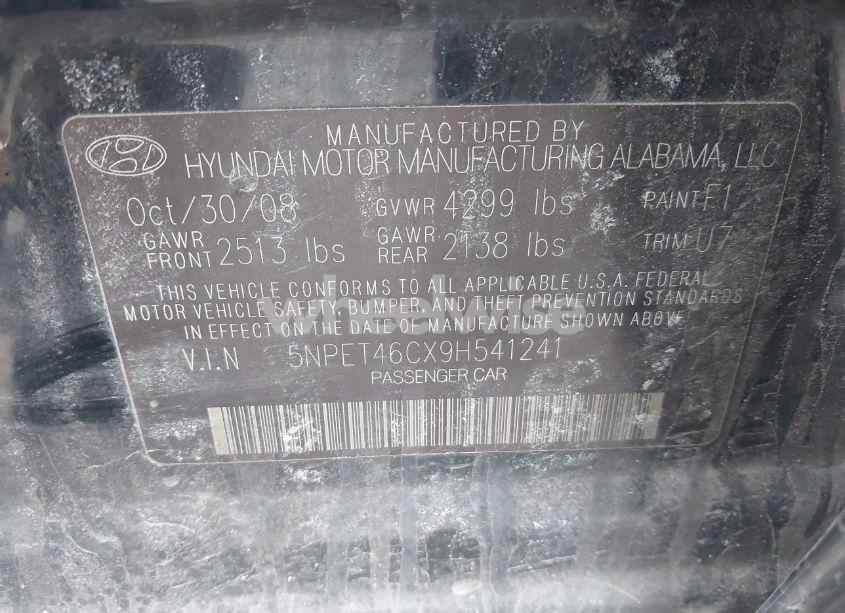 MANUFACTURED BY
HYUNDAI MOTOR MANUFACTURING ALABAMA, LLC
Oct/30/08 GVWR 4299 lbs PAINT F1
GAWR FRONT 2513 lbs GAWR REAR 2138 lbs TRIM U7
THIS VEHICLE CONFORMS TO ALL APPLICABLE U.S.A. FEDERAL
MOTOR VEHICLE SAFETY, BUMPER, AND THEFT PREVENTION STANDARDS
IN EFFECT ON THE DATE OF MANUFACTURE SHOWN ABOVE
wheelwise
V.I.N 5NPET46CX9H541241
PASSENGER CAR